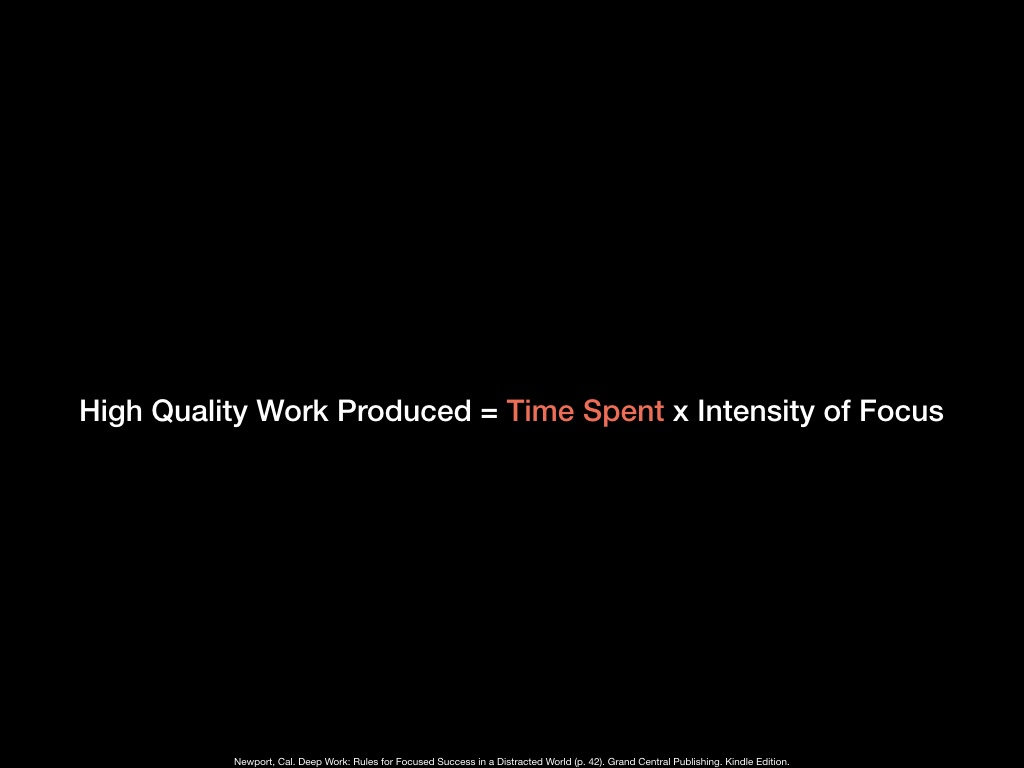 High Quality Work Produced = Time Spent x Intensity of Focus
Newport, Cal. Deep Work: Rules for Focused Success in a Distracted World (p. 42). Grand Central Publishing. Kindle Edition.